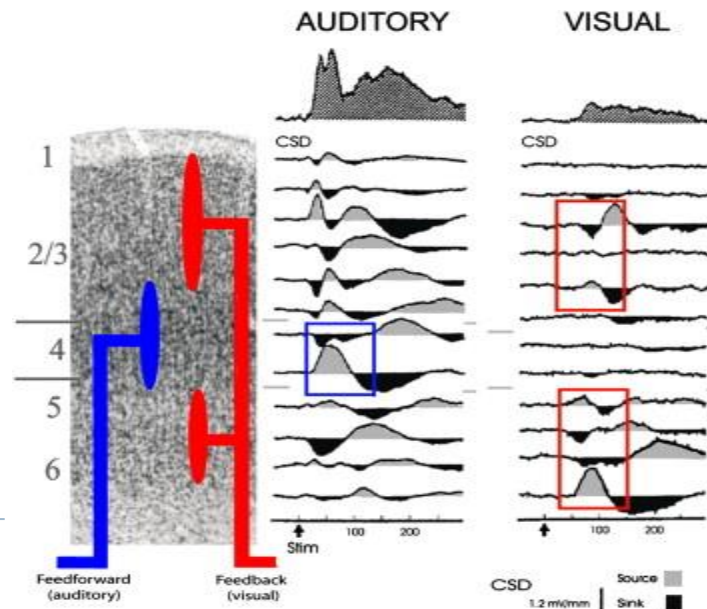 AUDITORY
VISUAL
CSD
CSD
1
2/3
4
5
6
100
200
100
200
Stim
Feedforward
(auditory)
Feedback
(visual)
CSD
1.2 mV/mm
Source
Sink